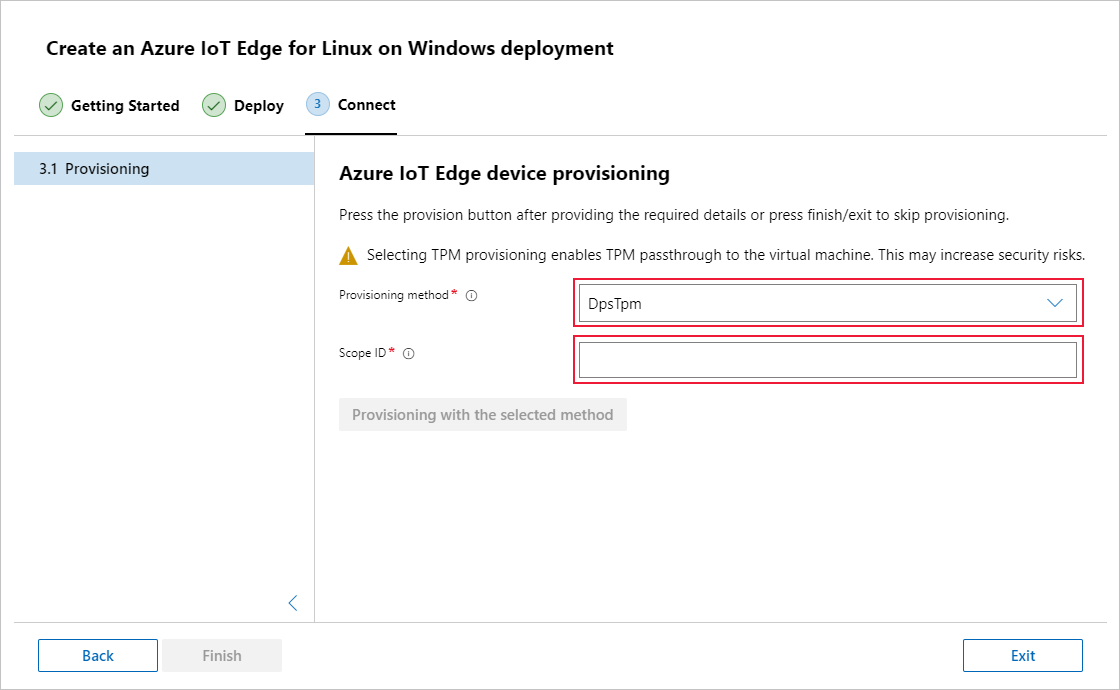 Create an Azure IoT Edge for Linux on Windows deployment
Getting Started
Deploy
3 Connect
3.1 Provisioning
Azure IoT Edge device provisioning
Press the provision button after providing the required details or press finish/exit to skip provisioning.
Selecting TPM provisioning enables TPM passthrough to the virtual machine. This may increase security risks.
Provisioning method *
DpsTpm
Scope ID *
Provisioning with the selected method
Back
Finish
Exit